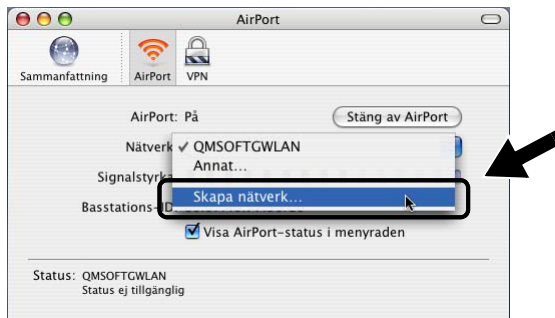 AirPort
Sammanfattning AirPort VPN
AirPort: På Stäng av AirPort
Nätverk ✓ QMSOFTGWLAN
Annat...
Signalstyrka
Skapa nätverk...
Basstations-ID:
Visa AirPort-status i menyraden
Status: QMSOFTGWLAN
Status ej tillgänglig